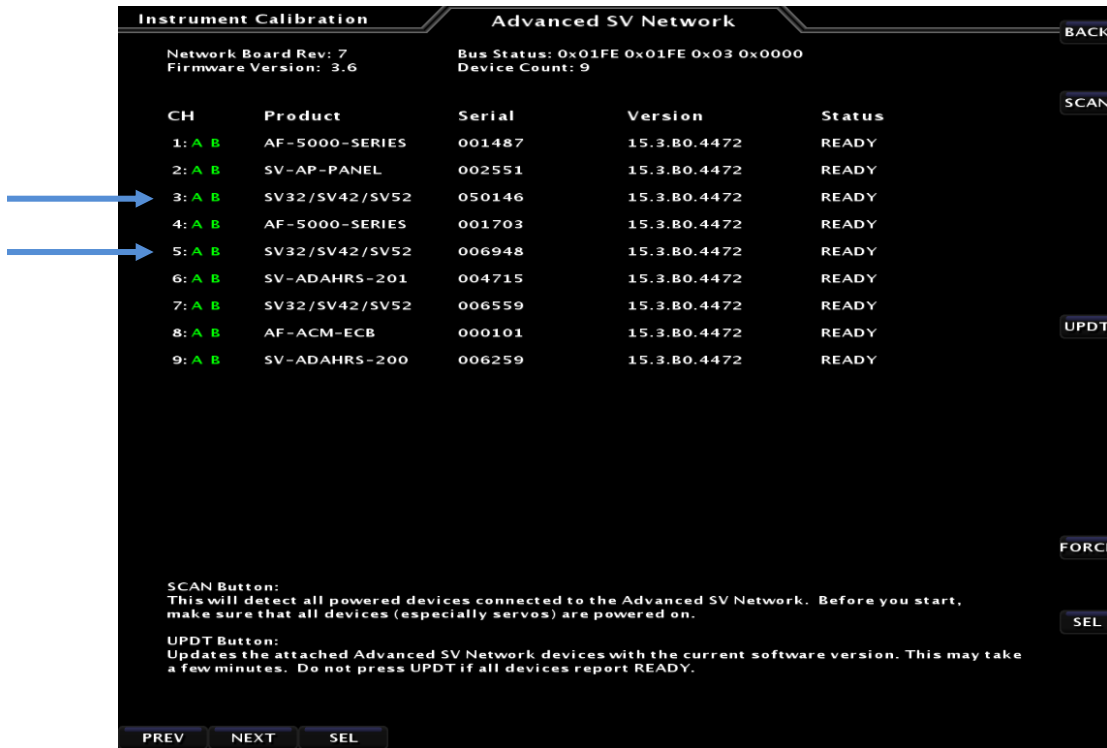 Instrument Calibration Advanced SV Network
BACK
Network Board Rev: 7 Bus Status: 0x01FE 0x01FE 0x03 0x0000
Firmware Version: 3.6 Device Count: 9
SCAN
CH Product Serial Version Status
1: A B AF-5000-SERIES 001487 15.3.B0.4472 READY
2: A B SV-AP-PANEL 002551 15.3.B0.4472 READY
3: A B SV32/SV42/SV52 050146 15.3.B0.4472 READY
4: A B AF-5000-SERIES 001703 15.3.B0.4472 READY
5: A B SV32/SV42/SV52 006948 15.3.B0.4472 READY
6: A B SV-ADAHRS-201 004715 15.3.B0.4472 READY
7: A B SV32/SV42/SV52 006559 15.3.B0.4472 READY
UPDT
8: A B AF-ACM-ECB 000101 15.3.B0.4472 READY
9: A B SV-ADAHRS-200 006259 15.3.B0.4472 READY
FORC
SCAN Button:
This will detect all powered devices connected to the Advanced SV Network. Before you start,
make sure that all devices (especially servos) are powered on.
SEL
UPDT Button:
Updates the attached Advanced SV Network devices with the current software version. This may take
a few minutes. Do not press UPDT if all devices report READY.
PREV NEXT SEL